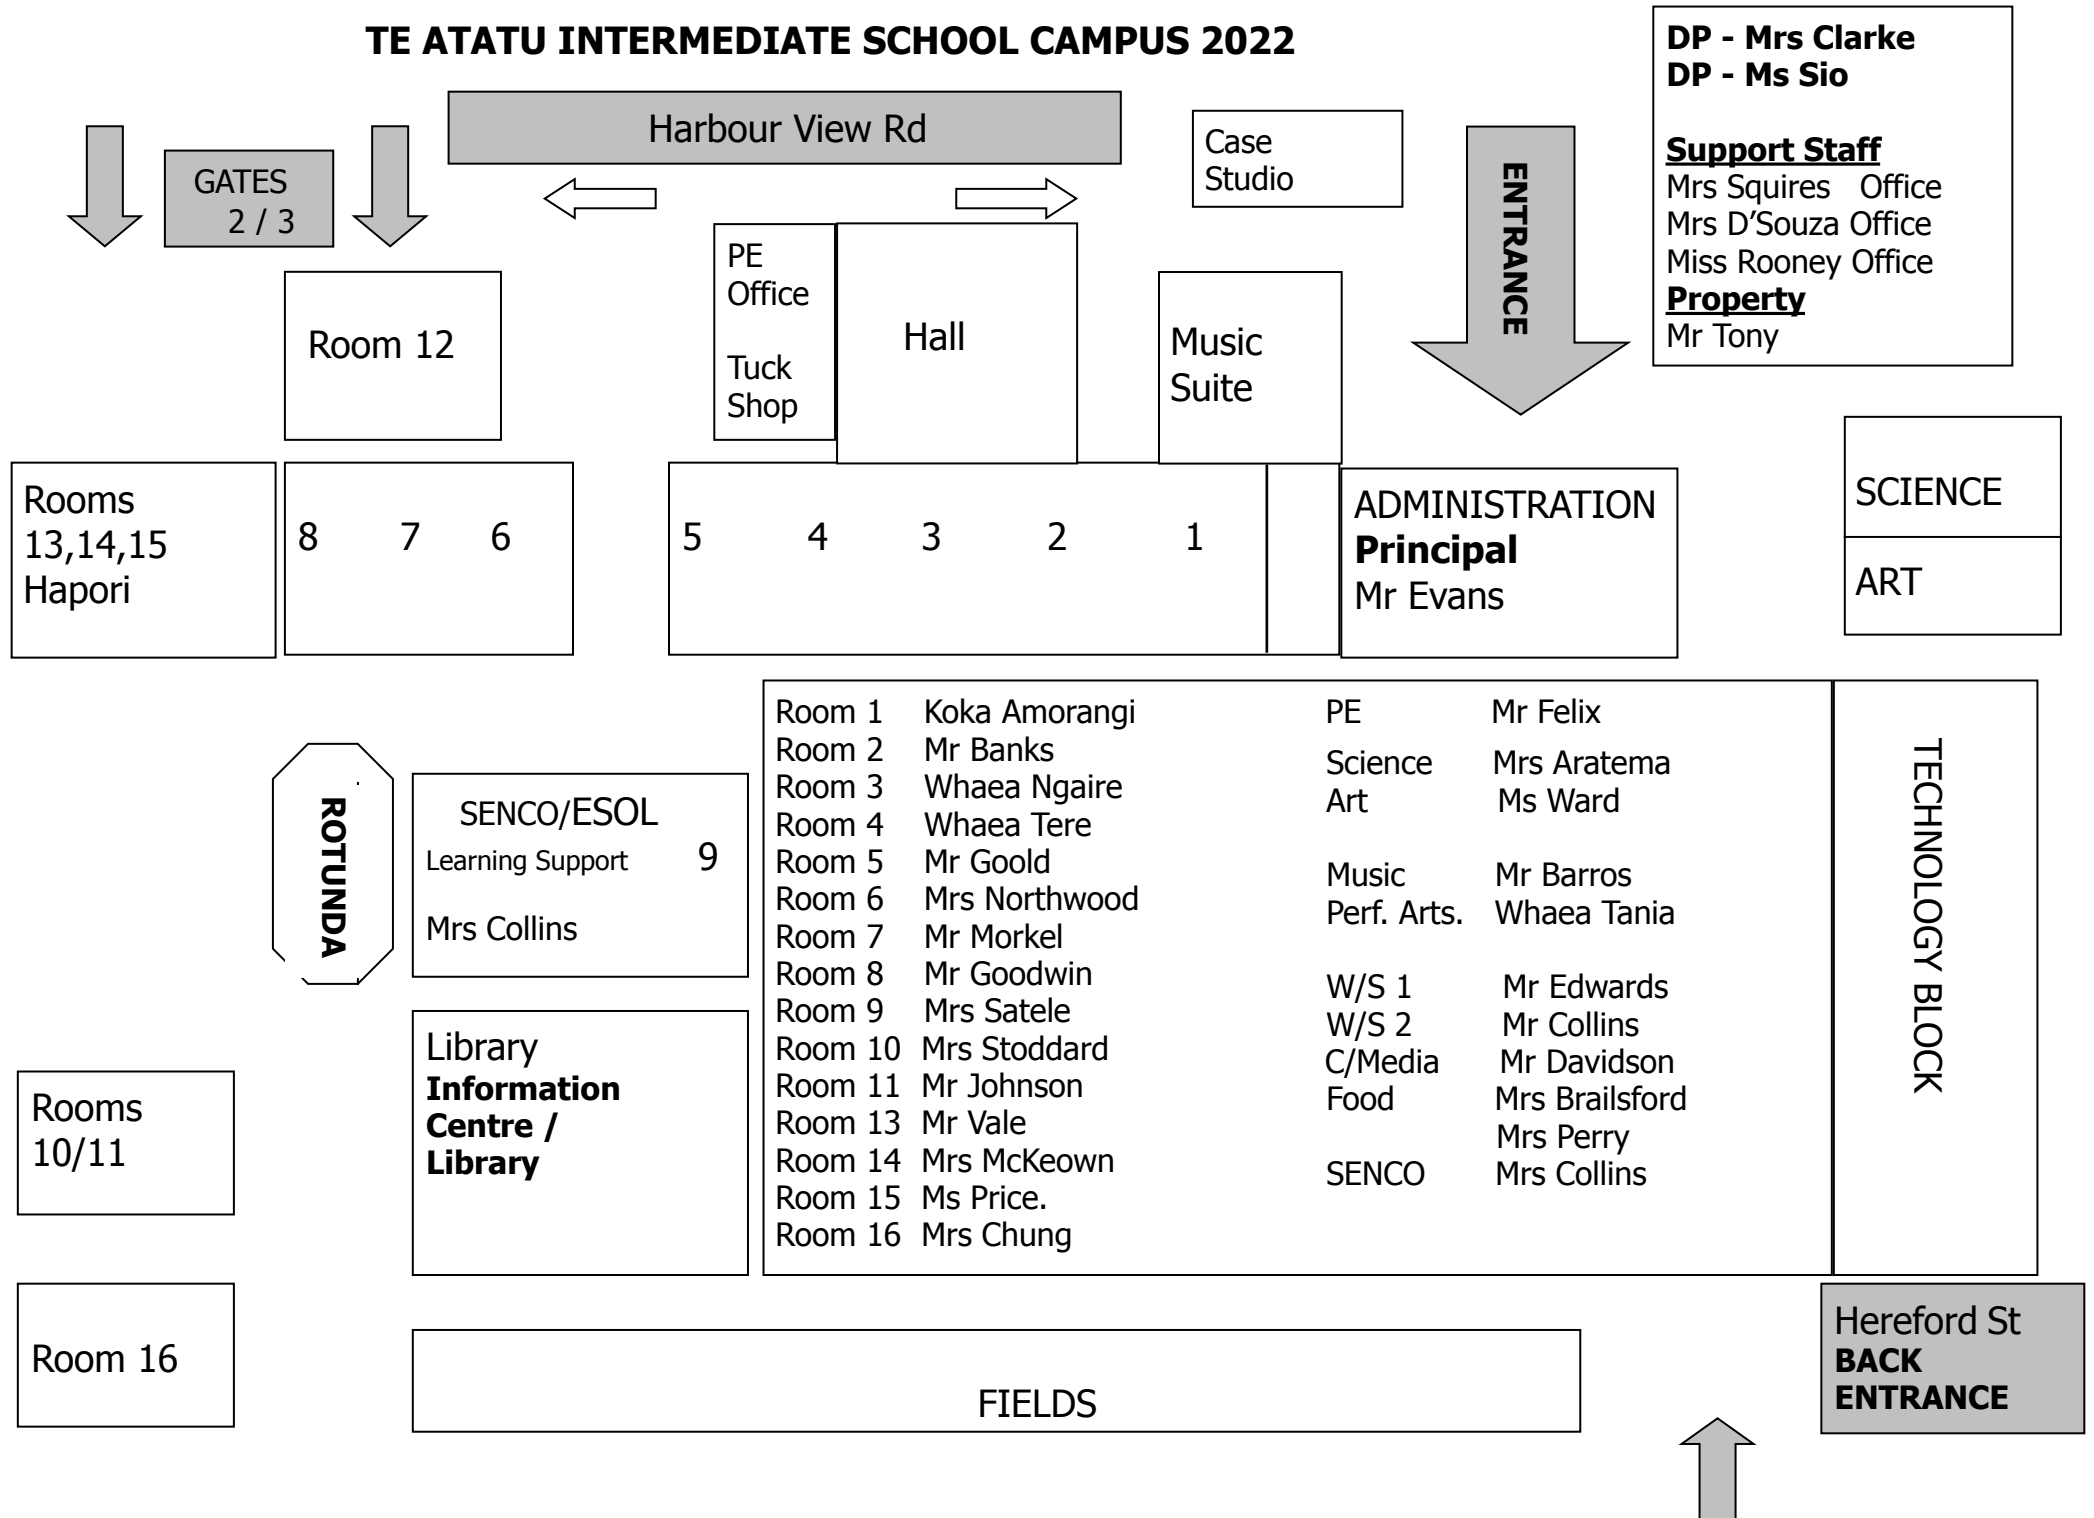 TE ATATU INTERMEDIATE SCHOOL CAMPUS 2022
DP - Mrs Clarke
DP - Ms Sio
Support Staff
Mrs Squires Office
Mrs D'Souza Office
Miss Rooney Office
Property
Mr Tony
Harbour View Rd
GATES
2 / 3
Case
Studio
ENTRANCE
Room 12
PE
Office
Tuck
Shop
Hall
Music
Suite
Rooms
13,14,15
Hapori
8 7 6
5 4 3 2 1
ADMINISTRATION
Principal
Mr Evans
SCIENCE
ART
ROTUNDA
SENCO/ESOL
Learning Support 9
Mrs Collins
Library
Information
Centre /
Library
Rooms
10/11
Room 16
Room 1 Koka Amorangi
Room 2 Mr Banks
Room 3 Whaea Ngaire
Room 4 Whaea Tere
Room 5 Mr Goold
Room 6 Mrs Northwood
Room 7 Mr Morkel
Room 8 Mr Goodwin
Room 9 Mrs Satele
Room 10 Mrs Stoddard
Room 11 Mr Johnson
Room 13 Mr Vale
Room 14 Mrs McKeown
Room 15 Ms Price.
Room 16 Mrs Chung
PE Mr Felix
Science Mrs Aratema
Art Ms Ward
Music Mr Barros
Perf. Arts. Whaea Tania
W/S 1 Mr Edwards
W/S 2 Mr Collins
C/Media Mr Davidson
Food Mrs Brailsford
Mrs Perry
SENCO Mrs Collins
TECHNOLOGY BLOCK
FIELDS
Hereford St
BACK
ENTRANCE